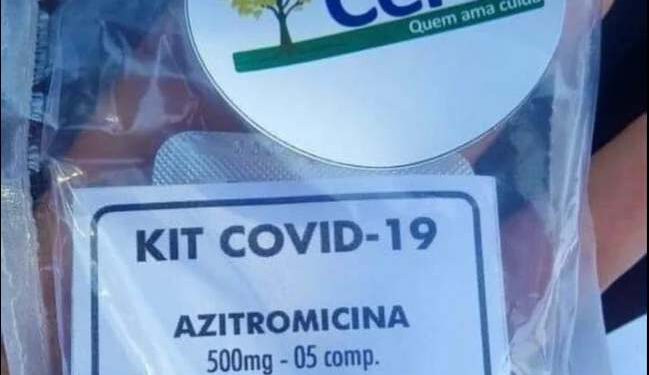 Quem ama cuida
KIT COVID-19
AZITROMICINA
500mg - 05 comp.